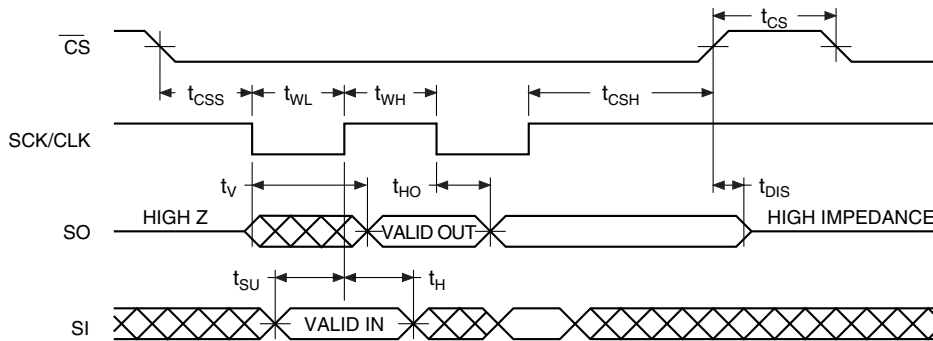 t_CS
C̅S̅
t_CSS t_WL t_WH t_CSH
SCK/CLK
t_V t_HO t_DIS
HIGH Z VALID OUT HIGH IMPEDANCE
SO
t_SU t_H
SI VALID IN